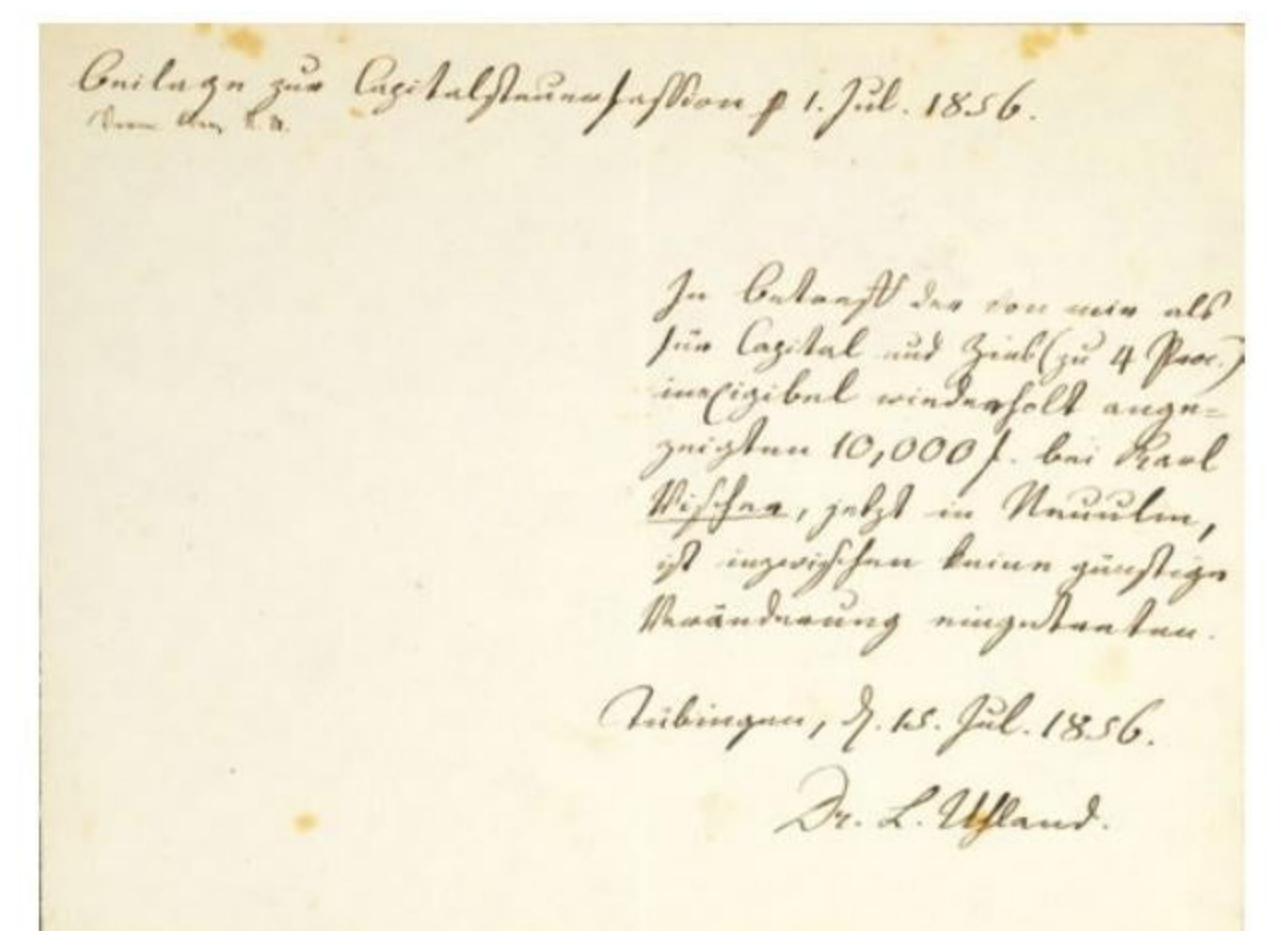 Beilage zur Capitalsteuerfassion p 1. Jul. 1856.
In Betreff der von mir als
für Capital und Zins (zu 4 Proc.)
inexigibel wiederholt ange=
zeigten 10,000 f. bei Karl
Vischer, jetzt in Neuulm,
ist inzwischen keine günstige
Veränderung eingetreten.
Tübingen, d. 15. Jul. 1856.
Dr. L. Uhland.